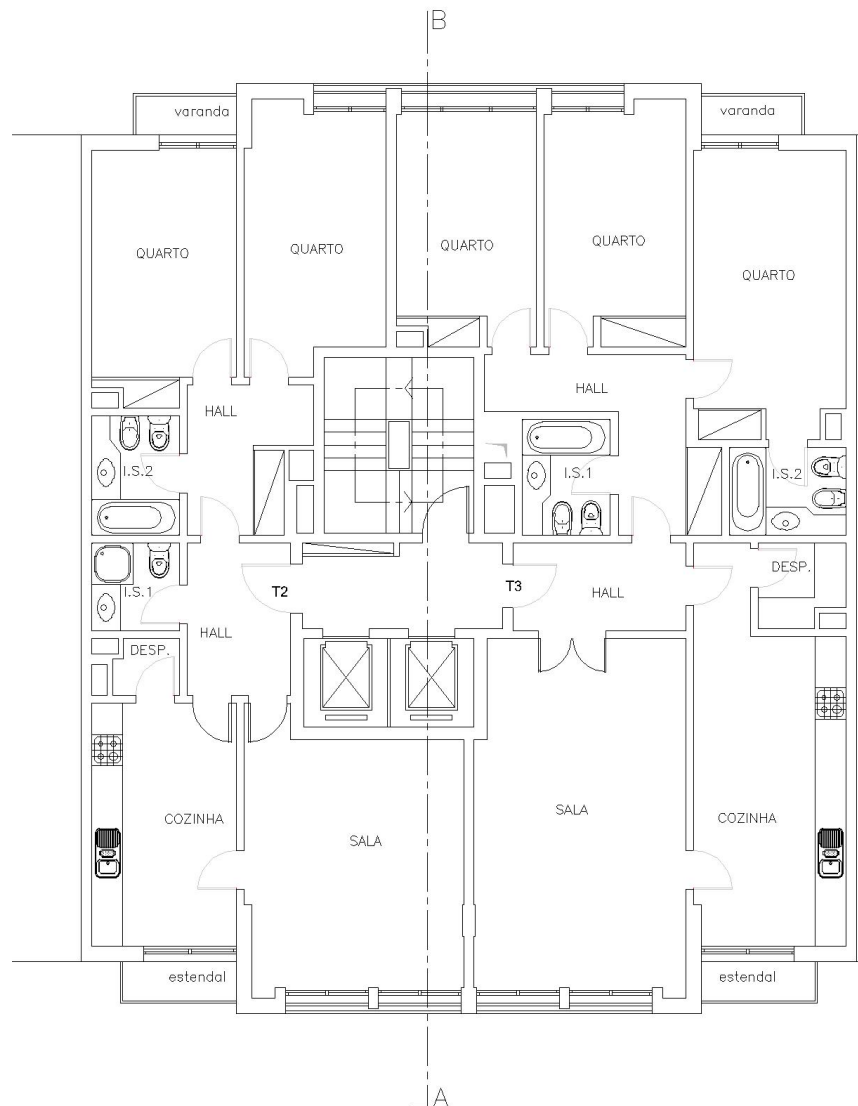 B
varanda
varanda
QUARTO
QUARTO
QUARTO
QUARTO
QUARTO
HALL
HALL
I.S.2
I.S.1
I.S.2
T2
T3
DESP.
I.S.1
HALL
HALL
DESP.
COZINHA
SALA
SALA
COZINHA
estendal
estendal
A